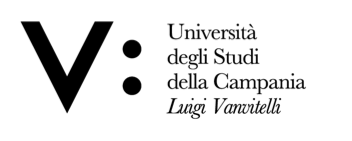 V:
Università
degli Studi
della Campania
Luigi Vanvitelli